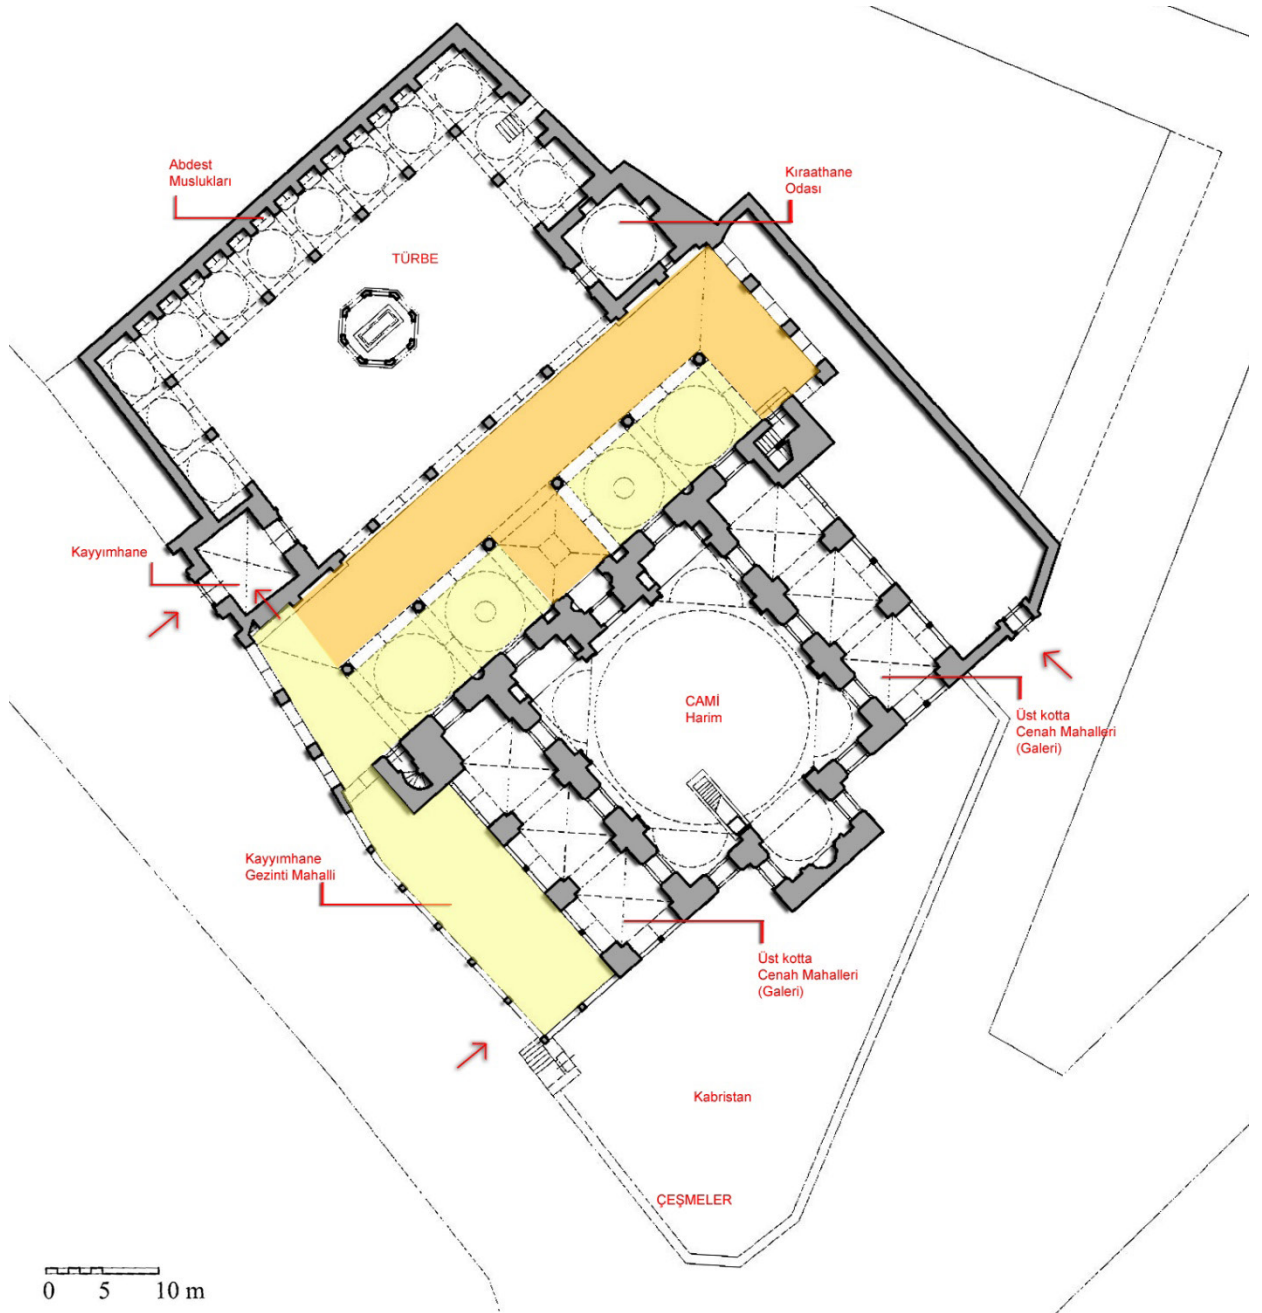 Abdest
Muslukları
Kıraathane
Odası
TÜRBE
Kayyımhane
CAMİ
Harim
Üst kotta
Cenah Mahalleri
(Galeri)
Kayyımhane
Gezinti Mahalli
Üst kotta
Cenah Mahalleri
(Galeri)
Kabristan
ÇEŞMELER
0 5 10 m